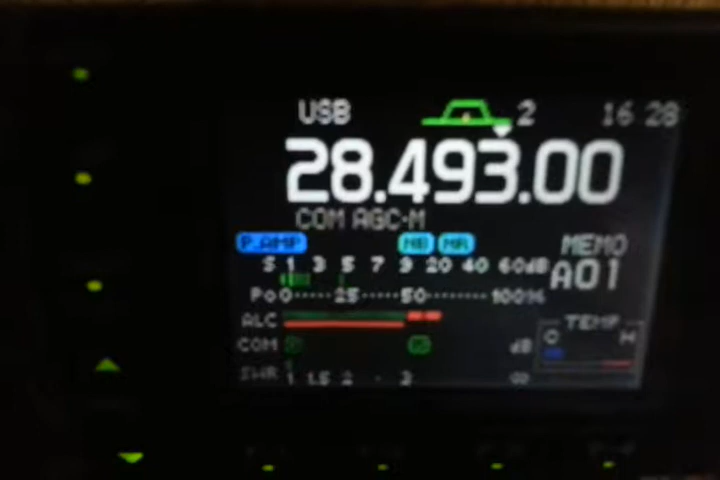 USB 2 16 28
28.493.00
COM AGC-M
P.AMP NB NR MEMO
S 1 3 5 7 9 20 40 60dB A01
Po 0 25 50 100%
ALC TEMP
COM dB C H
SWR 1 1.5 2 3 ∞